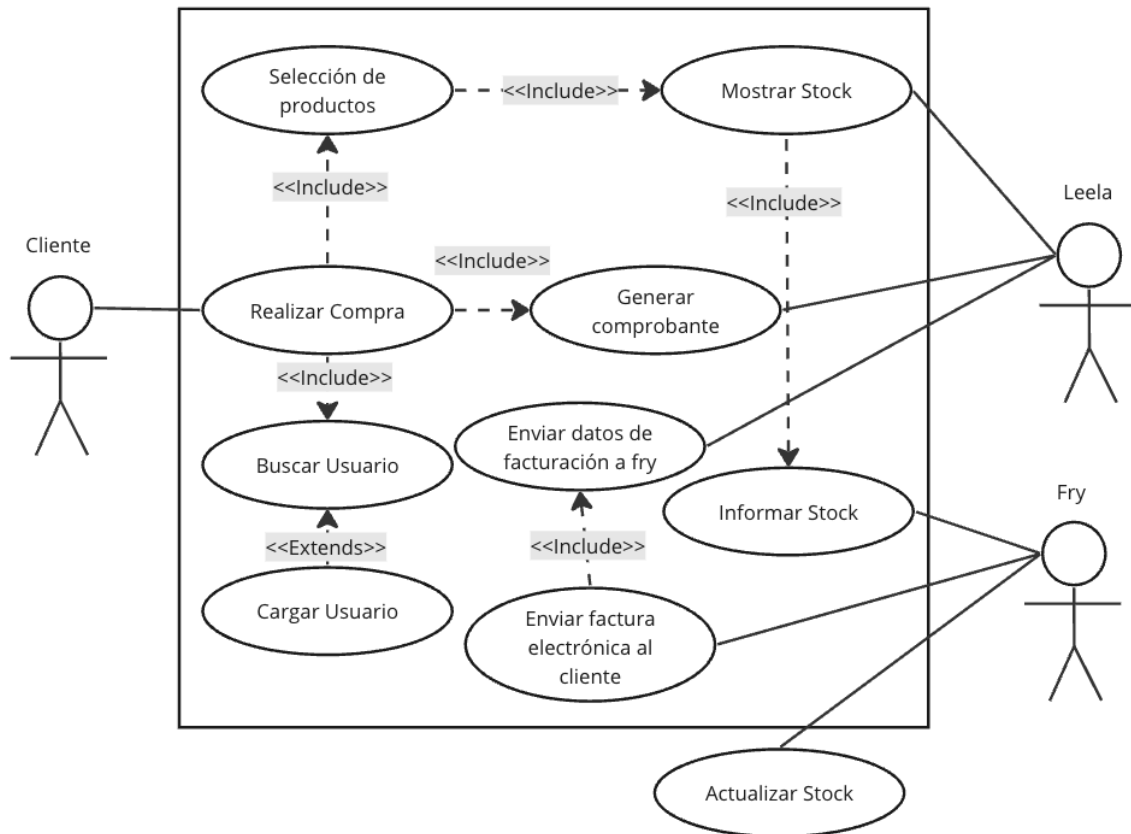 Selección de
productos
<<Include>>
Mostrar Stock
<<Include>>
<<Include>>
Leela
Cliente
<<Include>>
Realizar Compra
Generar
comprobante
<<Include>>
Enviar datos de
facturación a fry
Buscar Usuario
Fry
Informar Stock
<<Extends>>
<<Include>>
Cargar Usuario
Enviar factura
electrónica al
cliente
Actualizar Stock